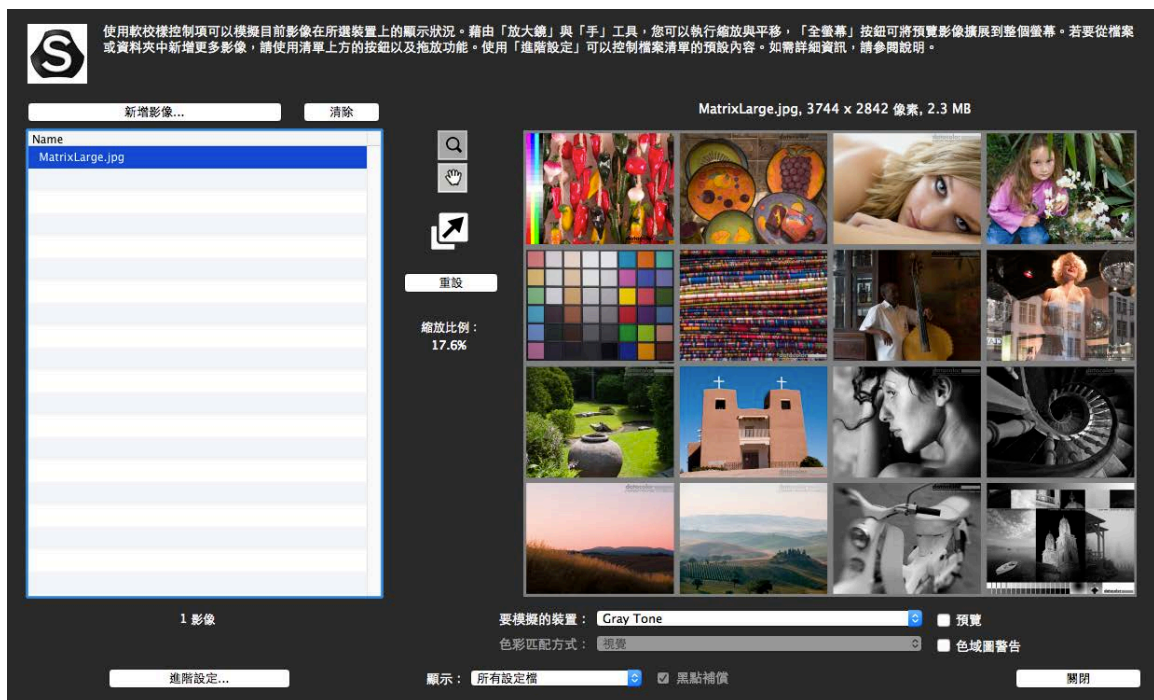 使用軟校樣控制項可以模擬目前影像在所選裝置上的顯示狀況。藉由「放大鏡」與「手」工具，您可以執行縮放與平移，「全螢幕」按鈕可將預覽影像擴展到整個螢幕。若要從檔案
或資料夾中新增更多影像，請使用清單上方的按鈕以及拖放功能。使用「進階設定」可以控制檔案清單的預設內容。如需詳細資訊，請參閱說明。
S
新增影像...
清除
MatrixLarge.jpg, 3744 x 2842 像素, 2.3 MB
Name
MatrixLarge.jpg
重設
縮放比例：
17.6%
1 影像
要模擬的裝置： Gray Tone
預覽
色彩匹配方式： 視覺
色域圖警告
進階設定...
顯示： 所有設定檔
黑點補償
關閉